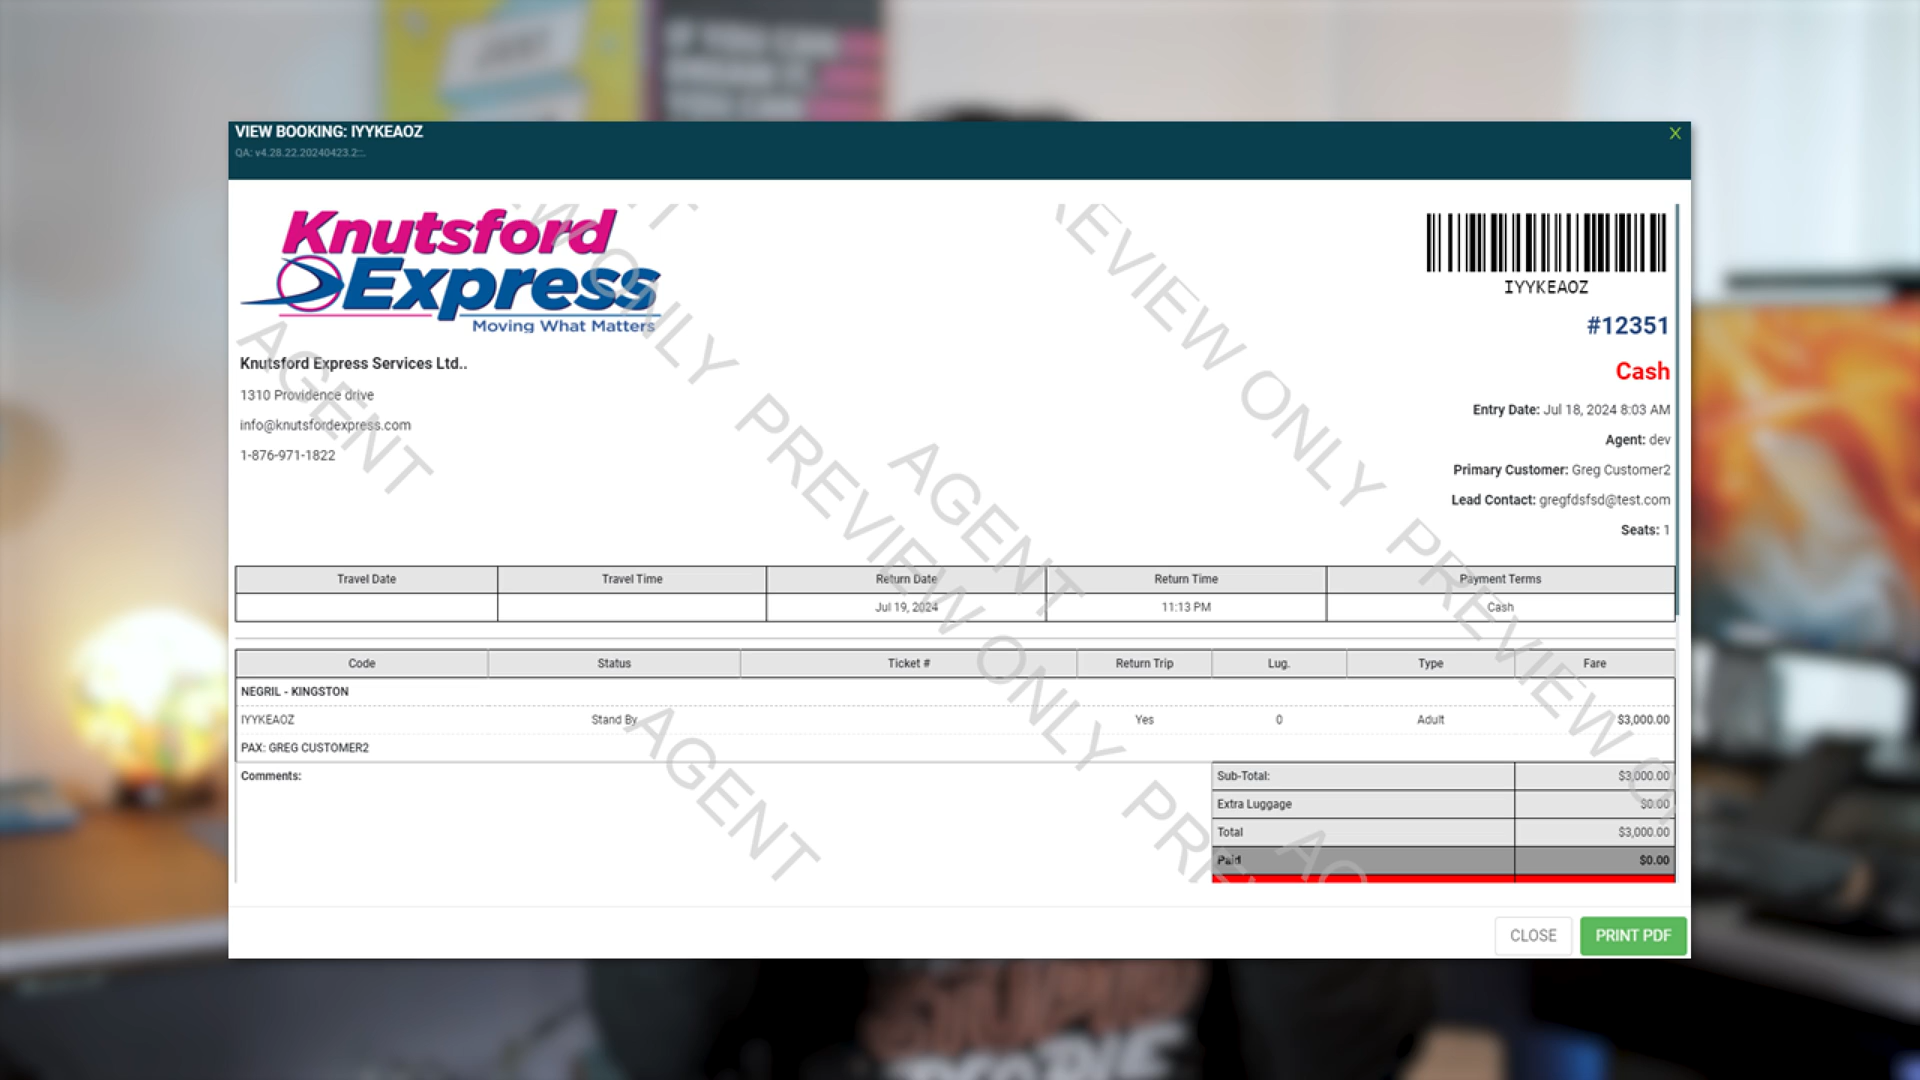 VIEW BOOKING: IYYKEAOZ
X
QA: v4.28.22.20240423.2::.
Knutsford
Express
Moving What Matters
IYYKEAOZ
#12351
Cash
Knutsford Express Services Ltd..
1310 Providence drive
info@knutsfordexpress.com
1-876-971-1822
Entry Date: Jul 18, 2024 8:03 AM
Agent: dev
Primary Customer: Greg Customer2
Lead Contact: gregfdsfsd@test.com
Seats: 1
Travel Date Travel Time Return Date Return Time Payment Terms
Jul 19, 2024 11:13 PM Cash
Code Status Ticket # Return Trip Lug. Type Fare
NEGRIL - KINGSTON
IYYKEAOZ Stand By Yes 0 Adult $3,000.00
PAX: GREG CUSTOMER2
Comments:
Sub-Total: $3,000.00
Extra Luggage $0.00
Total $3,000.00
Paid $0.00
AGENT PREVIEW ONLY
CLOSE PRINT PDF